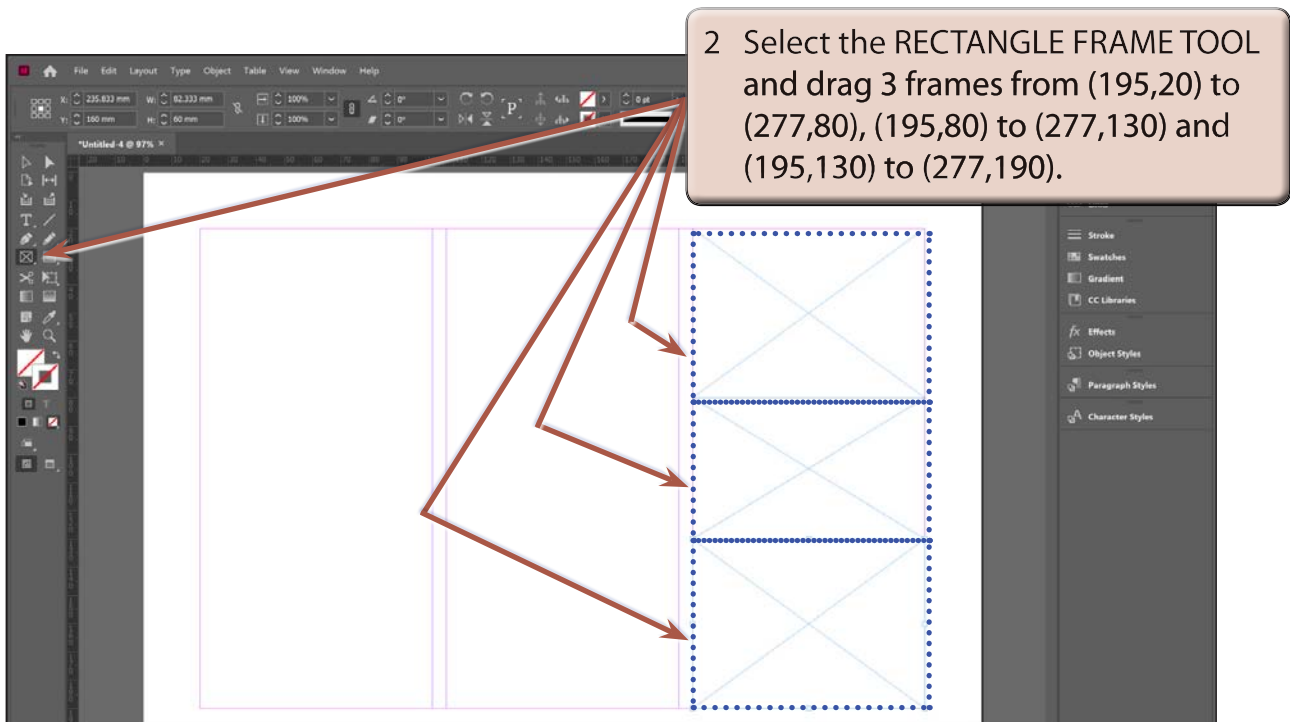 2 Select the RECTANGLE FRAME TOOL
and drag 3 frames from (195,20) to
(277,80), (195,80) to (277,130) and
(195,130) to (277,190).
File Edit Layout Type Object Table View Window Help
X: 235.833 mm W: 82.333 mm 100% 0° P 0 pt
Y: 160 mm H: 60 mm 100% 0°
*Untitled-4 @ 97% ×
Stroke
Swatches
Gradient
CC Libraries
fx Effects
Object Styles
Paragraph Styles
Character Styles